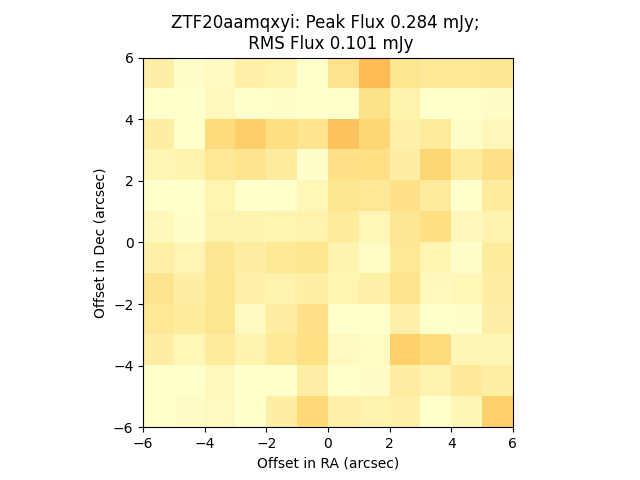 ZTF20aamqxyi: Peak Flux 0.284 mJy;
RMS Flux 0.101 mJy
6
4
2
0
−2
−4
−6
Offset in Dec (arcsec)
−6 −4 −2 0 2 4 6
Offset in RA (arcsec)